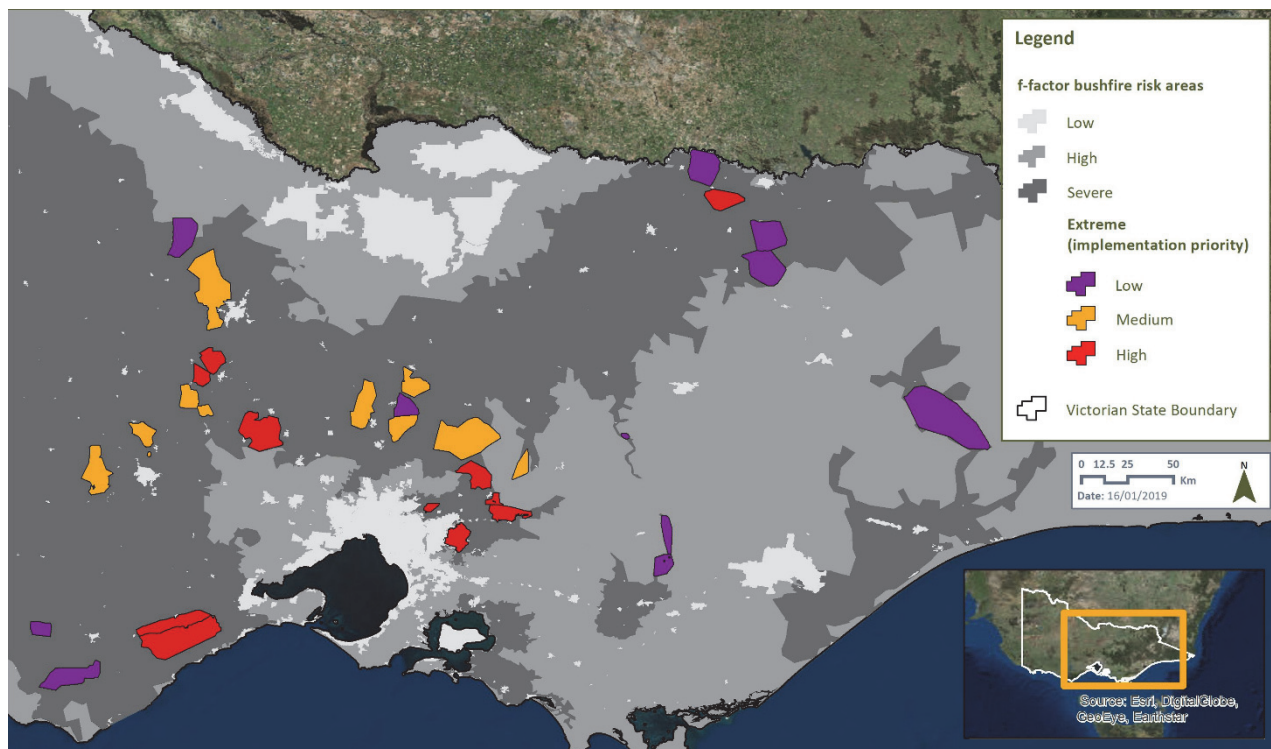 Legend
f-factor bushfire risk areas
Low
High
Severe
Extreme
(implementation priority)
Low
Medium
High
Victorian State Boundary
0 12.5 25 50
Km
Date: 16/01/2019
N
Source: Esri, DigitalGlobe,
GeoEye, Earthstar